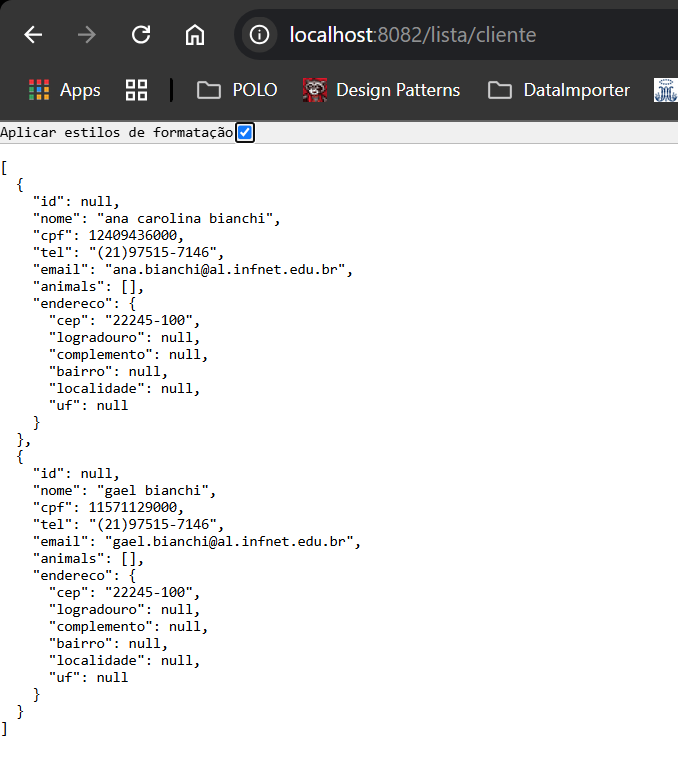 localhost:8082/lista/cliente
Apps POLO Design Patterns DataImporter
Aplicar estilos de formatação
[
  {
    "id": null,
    "nome": "ana carolina bianchi",
    "cpf": 12409436000,
    "tel": "(21)97515-7146",
    "email": "ana.bianchi@al.infnet.edu.br",
    "animals": [],
    "endereco": {
      "cep": "22245-100",
      "logradouro": null,
      "complemento": null,
      "bairro": null,
      "localidade": null,
      "uf": null
    }
  },
  {
    "id": null,
    "nome": "gael bianchi",
    "cpf": 11571129000,
    "tel": "(21)97515-7146",
    "email": "gael.bianchi@al.infnet.edu.br",
    "animals": [],
    "endereco": {
      "cep": "22245-100",
      "logradouro": null,
      "complemento": null,
      "bairro": null,
      "localidade": null,
      "uf": null
    }
  }
]